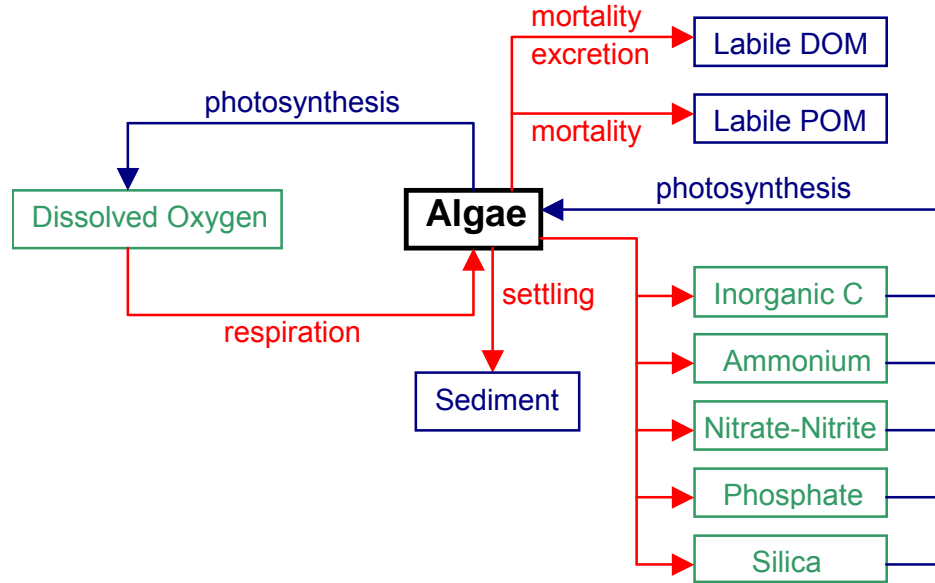 mortality
excretion
Labile DOM
photosynthesis
mortality
Labile POM
photosynthesis
Dissolved Oxygen
Algae
settling
Inorganic C
respiration
Ammonium
Sediment
Nitrate-Nitrite
Phosphate
Silica